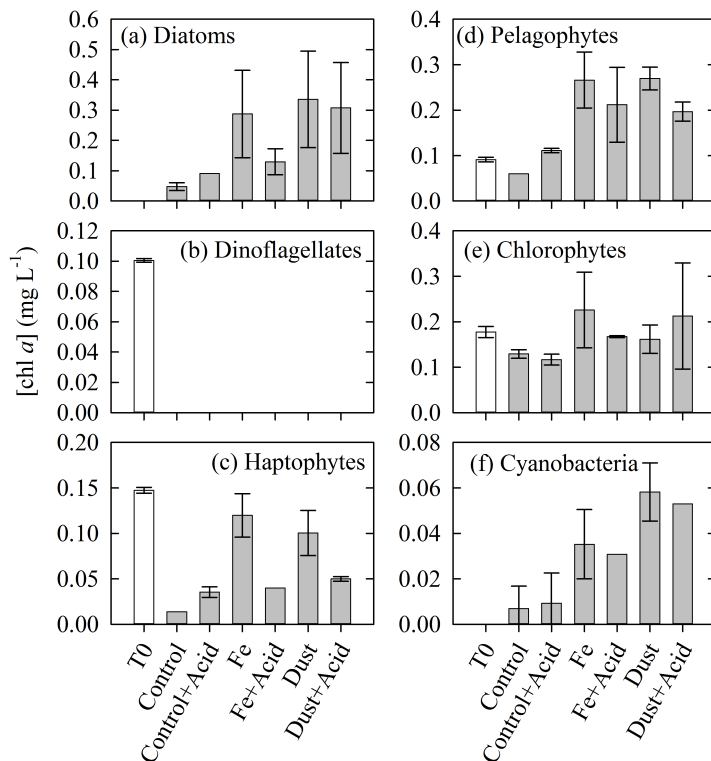 [chl a] (mg L-1)
(a) Diatoms
0.6
0.5
0.4
0.3
0.2
0.1
0.0
(b) Dinoflagellates
0.12
0.10
0.08
0.06
0.04
0.02
0.00
(c) Haptophytes
0.20
0.15
0.10
0.05
0.00
T0
Control
Control+Acid
Fe
Fe+Acid
Dust
Dust+Acid
(d) Pelagophytes
0.4
0.3
0.2
0.1
0.0
(e) Chlorophytes
0.4
0.3
0.2
0.1
0.0
(f) Cyanobacteria
0.08
0.06
0.04
0.02
0.00
T0
Control
Control+Acid
Fe
Fe+Acid
Dust
Dust+Acid